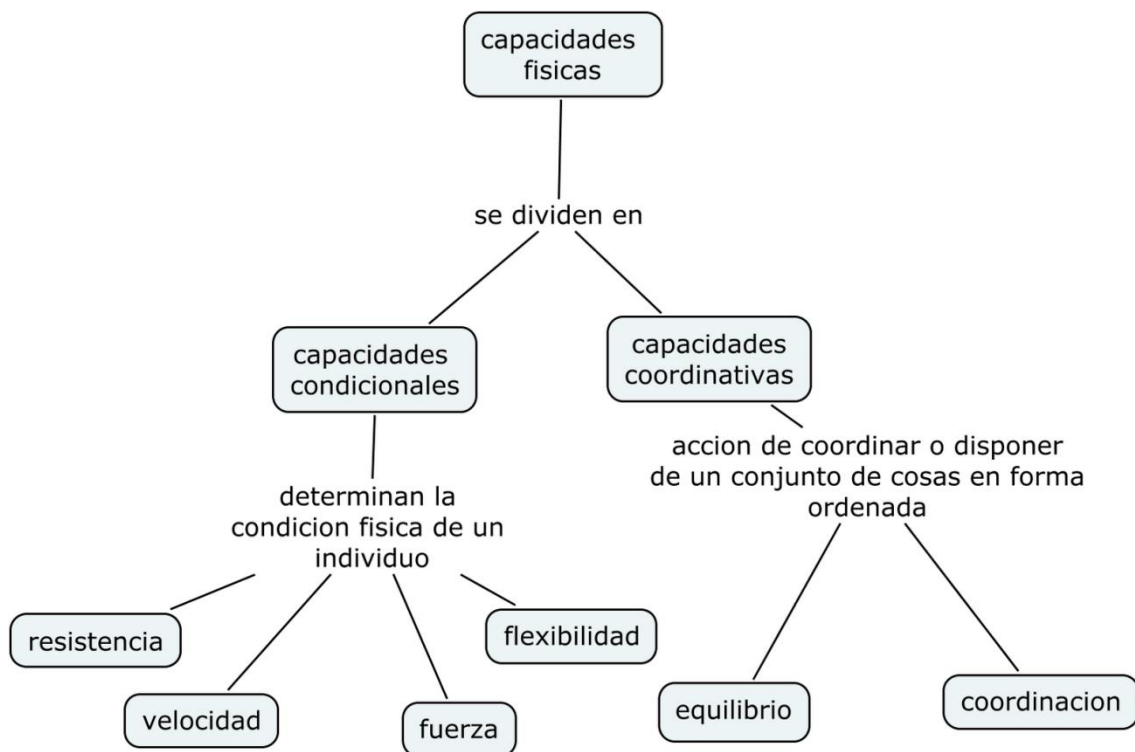 capacidades
fisicas
se dividen en
capacidades
condicionales
capacidades
coordinativas
determinan la
condicion fisica de un
individuo
accion de coordinar o disponer
de un conjunto de cosas en forma
ordenada
resistencia
velocidad
fuerza
flexibilidad
equilibrio
coordinacion